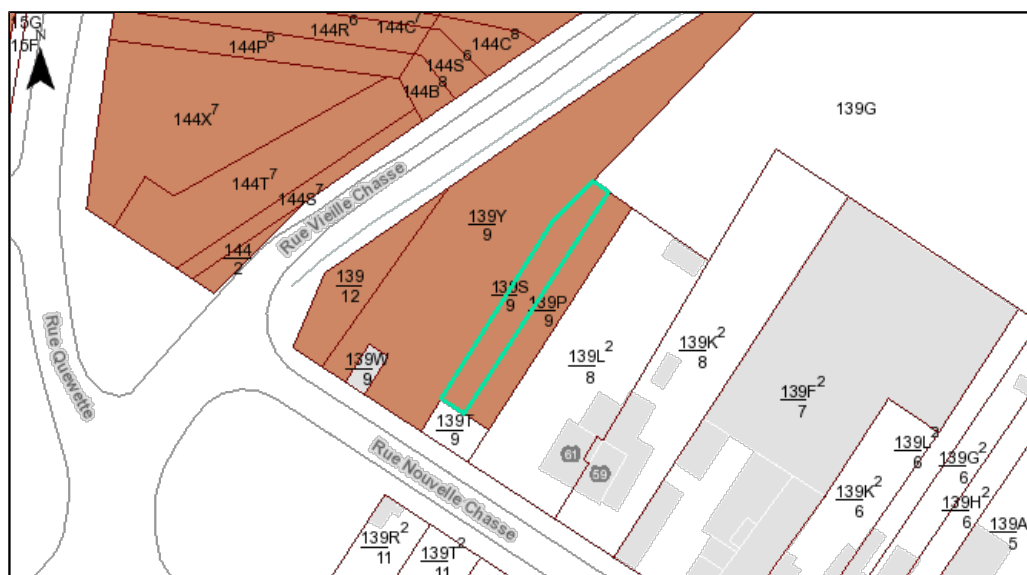 15G
15F
N
144P6
144R6
144C7
144C8
144S6
144B8
144X7
144T7
144S7
144
2
139G
Rue Vieille Chasse
139Y
9
139
12
139S
9
139P
9
139W
9
139T
9
139L2
8
139K2
8
139F2
7
Rue Quewette
61
59
Rue Nouvelle Chasse
139L2
6
139G2
6
139K2
6
139H2
6
139A
5
139R2
11
139T2
11